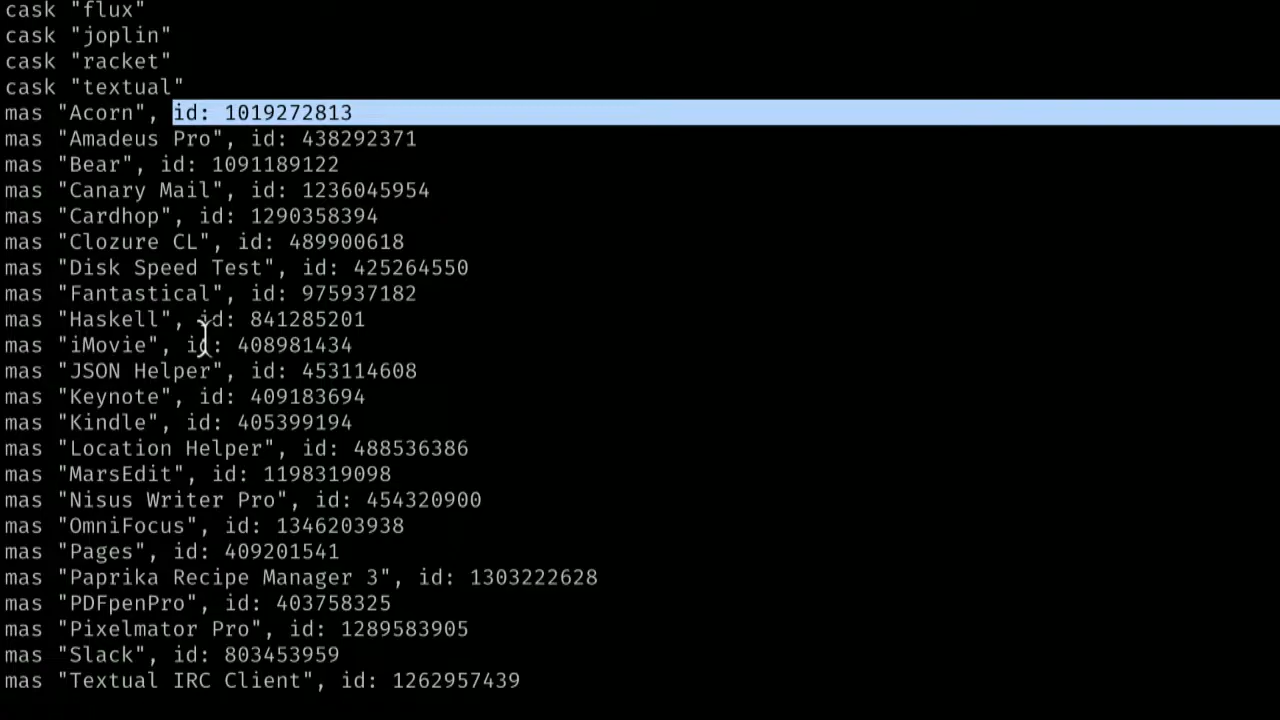 cask "flux"
cask "joplin"
cask "racket"
cask "textual"
mas "Acorn", id: 1019272813
mas "Amadeus Pro", id: 438292371
mas "Bear", id: 1091189122
mas "Canary Mail", id: 1236045954
mas "Cardhop", id: 1290358394
mas "Clozure CL", id: 489900618
mas "Disk Speed Test", id: 425264550
mas "Fantastical", id: 975937182
mas "Haskell", id: 841285201
mas "iMovie", id: 408981434
mas "JSON Helper", id: 453114608
mas "Keynote", id: 409183694
mas "Kindle", id: 405399194
mas "Location Helper", id: 488536386
mas "MarsEdit", id: 1198319098
mas "Nisus Writer Pro", id: 454320900
mas "OmniFocus", id: 1346203938
mas "Pages", id: 409201541
mas "Paprika Recipe Manager 3", id: 1303222628
mas "PDFpenPro", id: 403758325
mas "Pixelmator Pro", id: 1289583905
mas "Slack", id: 803453959
mas "Textual IRC Client", id: 1262957439